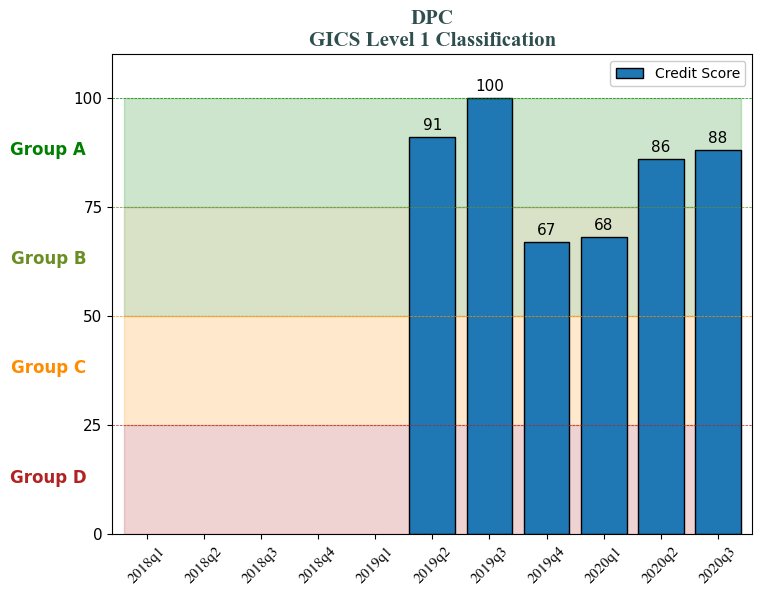 DPC
GICS Level 1 Classification
Credit Score
100
75
50
25
0
Group A
Group B
Group C
Group D
91
100
67
68
86
88
2018q1
2018q2
2018q3
2018q4
2019q1
2019q2
2019q3
2019q4
2020q1
2020q2
2020q3